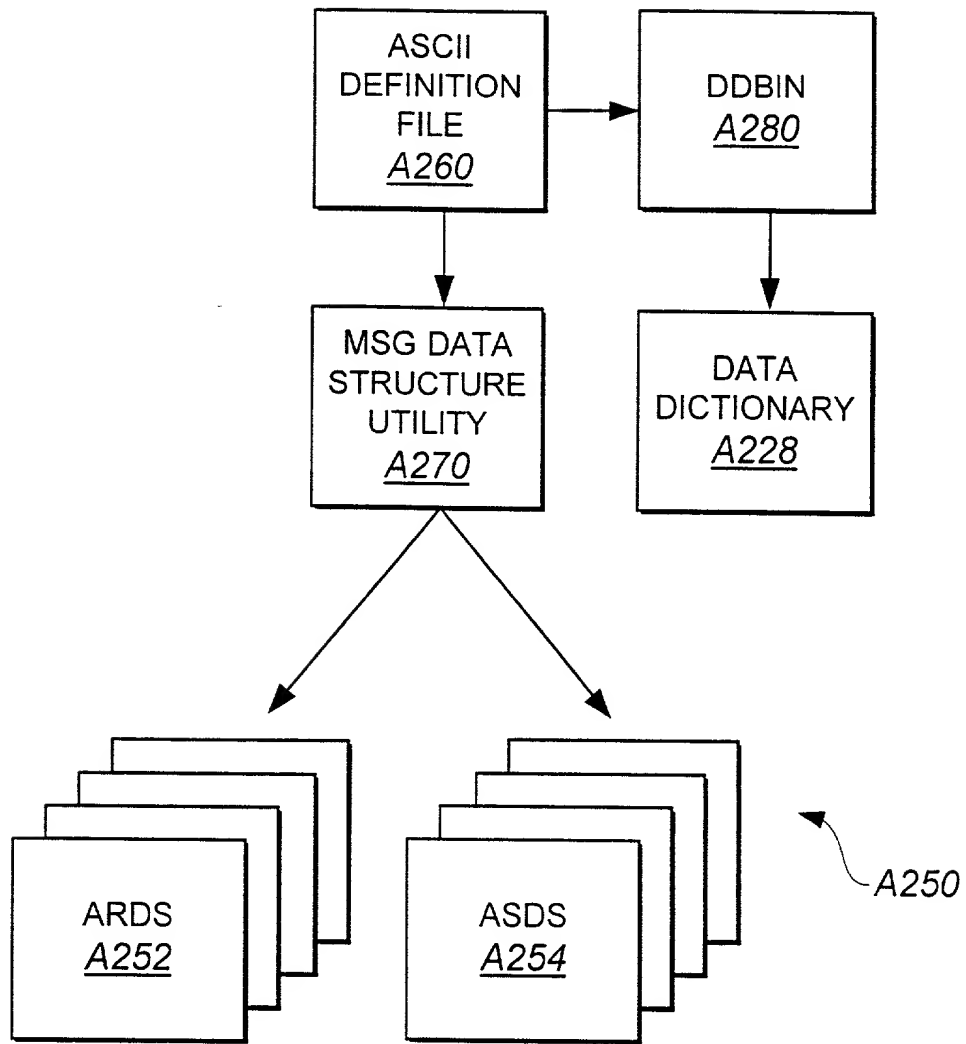 ASCII
DEFINITION
FILE
A260
DDBIN
A280
MSG DATA
STRUCTURE
UTILITY
A270
DATA
DICTIONARY
A228
ARDS
A252
ASDS
A254
A250